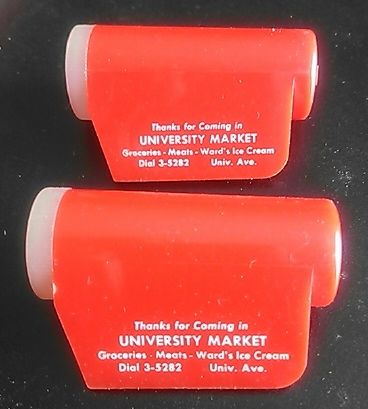 Thanks for Coming in
UNIVERSITY MARKET
Groceries - Meats - Ward's Ice Cream
Dial 3-5282 Univ. Ave.
Thanks for Coming in
UNIVERSITY MARKET
Groceries - Meats - Ward's Ice Cream
Dial 3-5282 Univ. Ave.